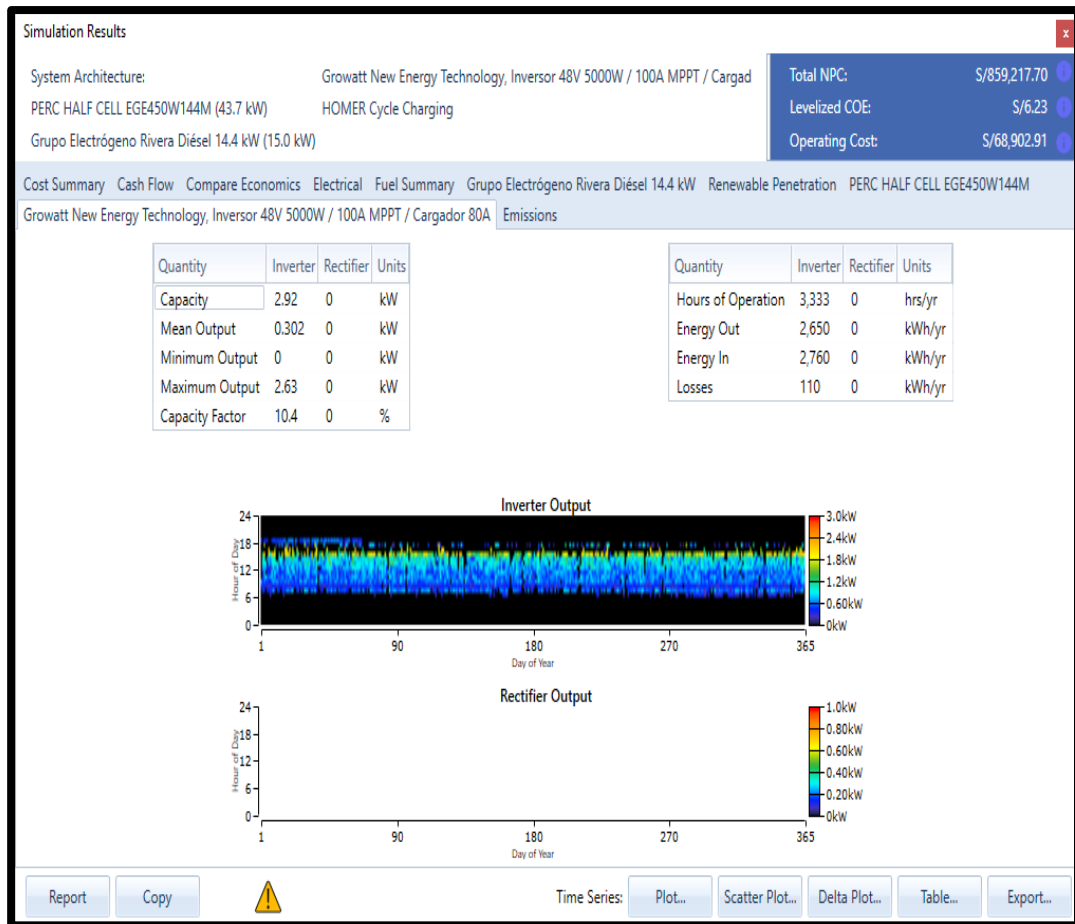 Simulation Results
x
System Architecture:
PERC HALF CELL EGE450W144M (43.7 kW)
Grupo Electrógeno Rivera Diésel 14.4 kW (15.0 kW)
Growatt New Energy Technology, Inversor 48V 5000W / 100A MPPT / Cargad
HOMER Cycle Charging
Total NPC: S/859,217.70
Levelized COE: S/6.23
Operating Cost: S/68,902.91
Cost Summary Cash Flow Compare Economics Electrical Fuel Summary Grupo Electrógeno Rivera Diésel 14.4 kW Renewable Penetration PERC HALF CELL EGE450W144M
Growatt New Energy Technology, Inversor 48V 5000W / 100A MPPT / Cargador 80A Emissions
Quantity Inverter Rectifier Units
Capacity 2.92 0 kW
Mean Output 0.302 0 kW
Minimum Output 0 0 kW
Maximum Output 2.63 0 kW
Capacity Factor 10.4 0 %
Quantity Inverter Rectifier Units
Hours of Operation 3,333 0 hrs/yr
Energy Out 2,650 0 kWh/yr
Energy In 2,760 0 kWh/yr
Losses 110 0 kWh/yr
Inverter Output
Hour of Day
24
18
12
6
0
1 90 180 270 365
Day of Year
3.0kW
2.4kW
1.8kW
1.2kW
0.60kW
0kW
Rectifier Output
Hour of Day
24
18
12
6
0
1 90 180 270 365
Day of Year
1.0kW
0.80kW
0.60kW
0.40kW
0.20kW
0kW
Report Copy Time Series: Plot... Scatter Plot... Delta Plot... Table... Export...